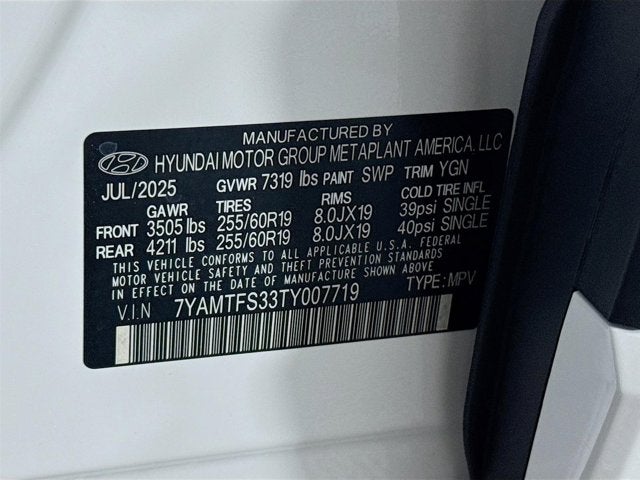 MANUFACTURED BY
HYUNDAI MOTOR GROUP METAPLANT AMERICA, LLC
JUL/2025 GVWR 7319 lbs PAINT SWP TRIM YGN
GAWR TIRES RIMS COLD TIRE INFL
FRONT 3505 lbs 255/60R19 8.0JX19 39psi SINGLE
REAR 4211 lbs 255/60R19 8.0JX19 40psi SINGLE
THIS VEHICLE CONFORMS TO ALL APPLICABLE U.S.A. FEDERAL
MOTOR VEHICLE SAFETY AND THEFT PREVENTION STANDARDS
IN EFFECT ON THE DATE OF MANUFACTURE SHOWN ABOVE.
V.I.N 7YAMTFS33TY007719 TYPE : MPV